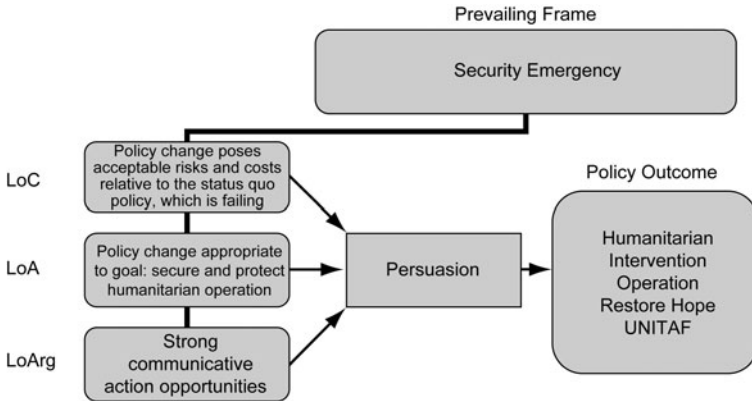 Prevailing Frame
Security Emergency
LoC
Policy change poses
acceptable risks and costs
relative to the status quo
policy, which is failing
LoA
Policy change appropriate
to goal: secure and protect
humanitarian operation
LoArg
Strong
communicative
action opportunities
Persuasion
Policy Outcome
Humanitarian
Intervention
Operation
Restore Hope
UNITAF